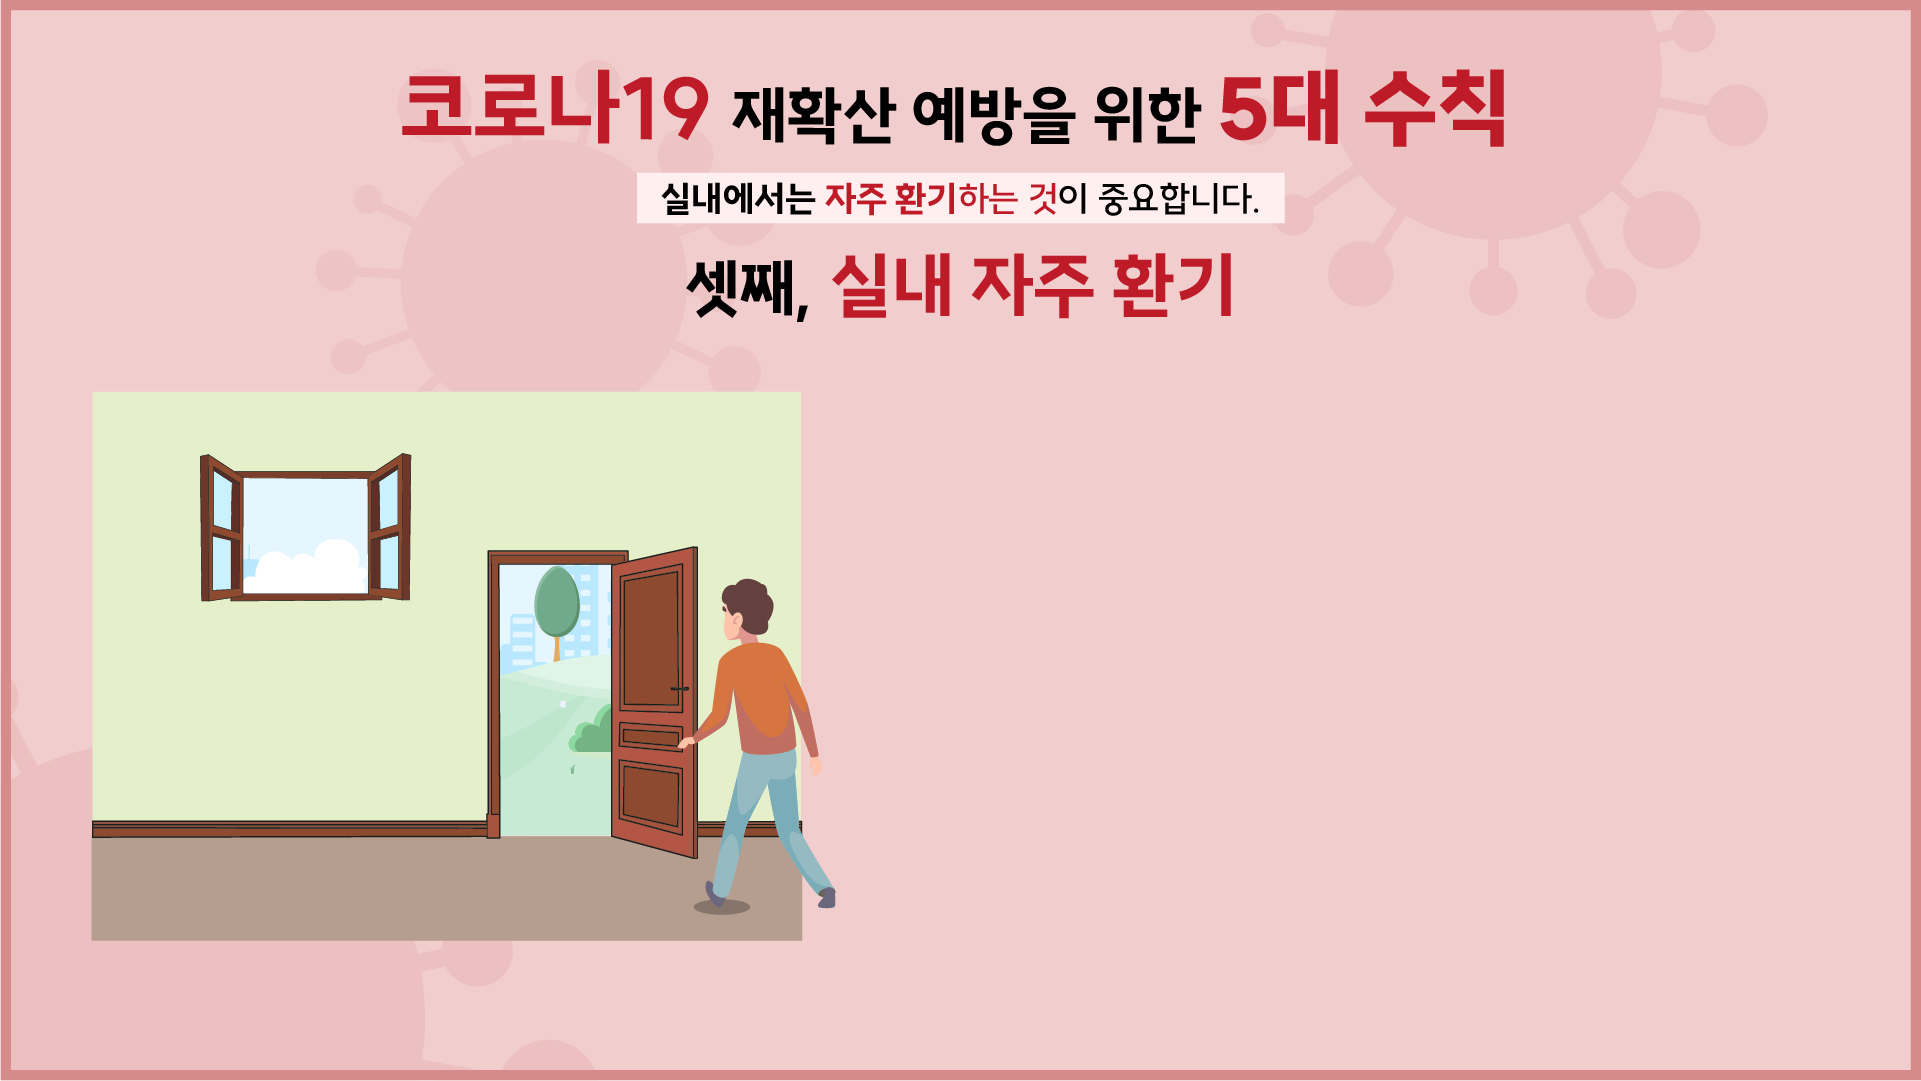 코로나19 재확산 예방을 위한 5대 수칙
실내에서는 자주 환기하는 것이 중요합니다.
셋째, 실내 자주 환기